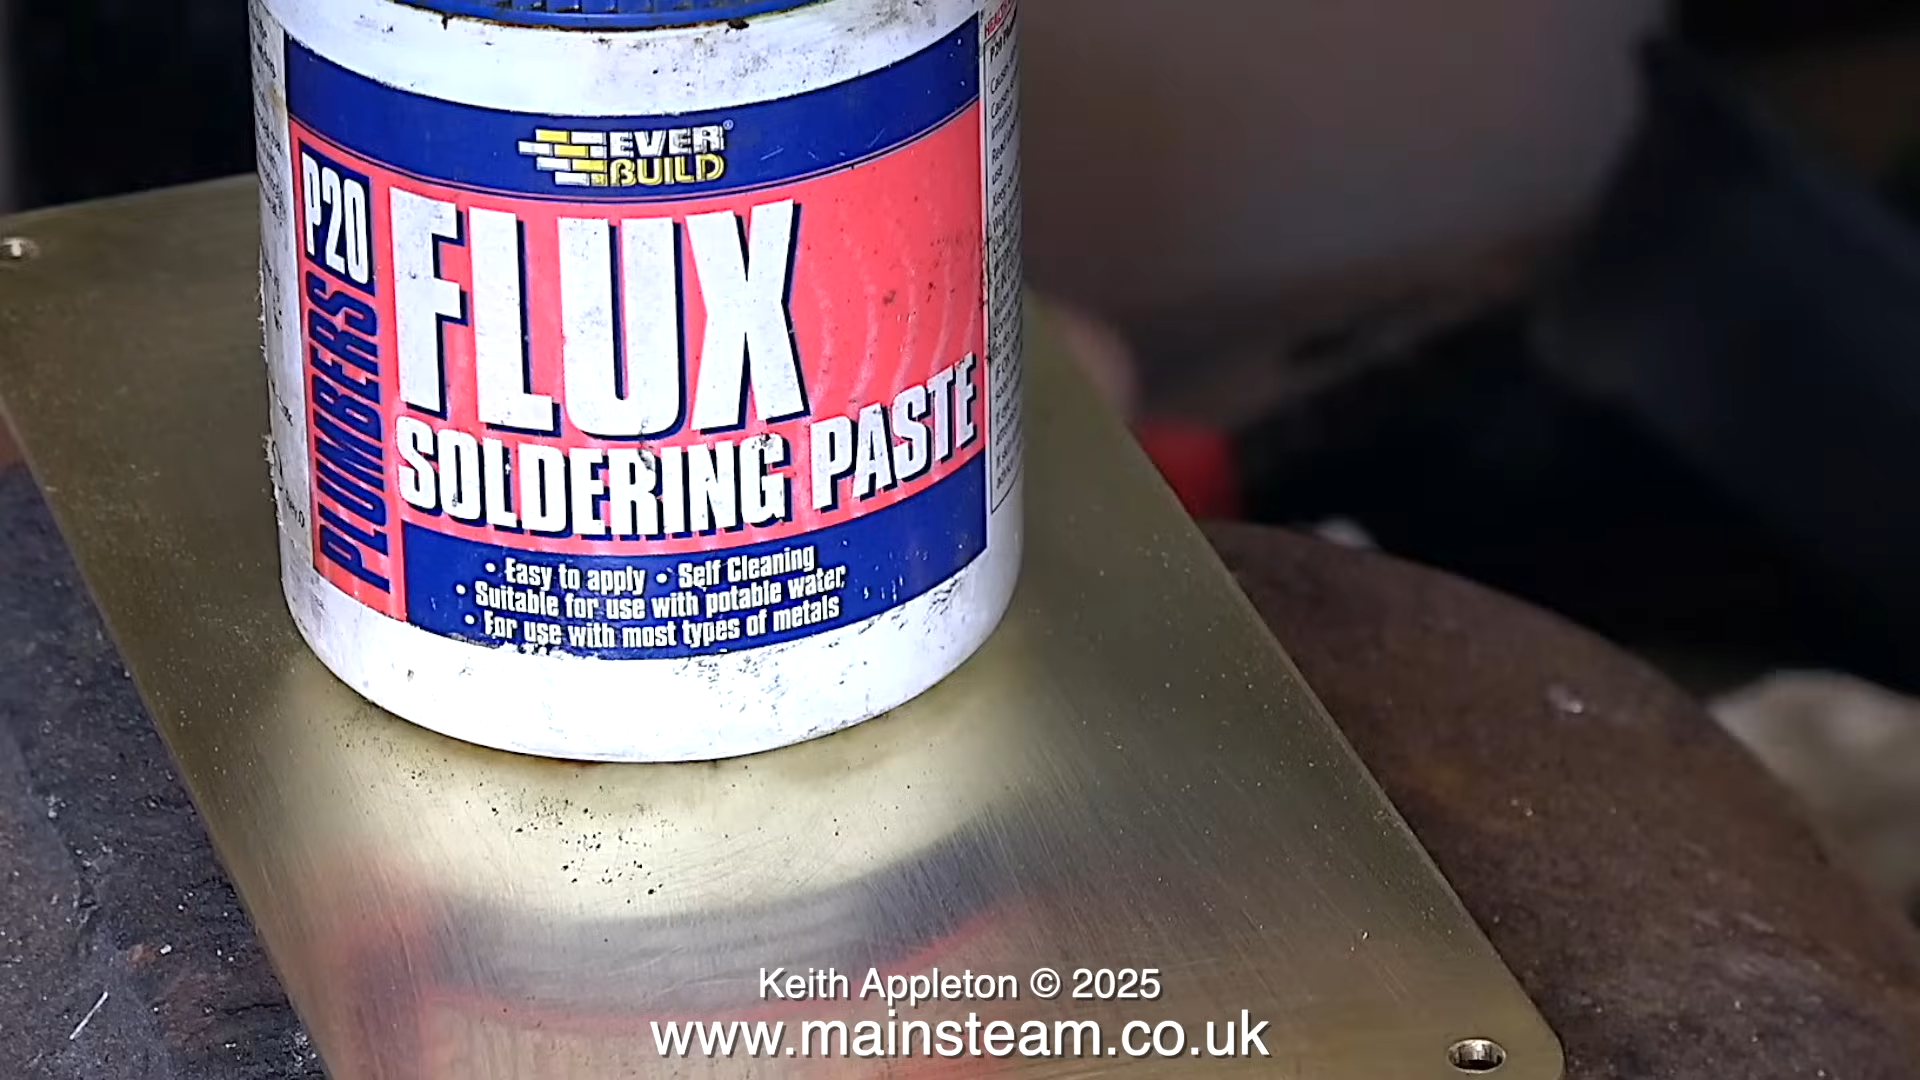 EVER
BUILD®
P20
PLUMBERS
FLUX
SOLDERING PASTE
• Easy to apply • Self Cleaning
• Suitable for use with potable water,
• For use with most types of metals
Keith Appleton © 2025
www.mainsteam.co.uk